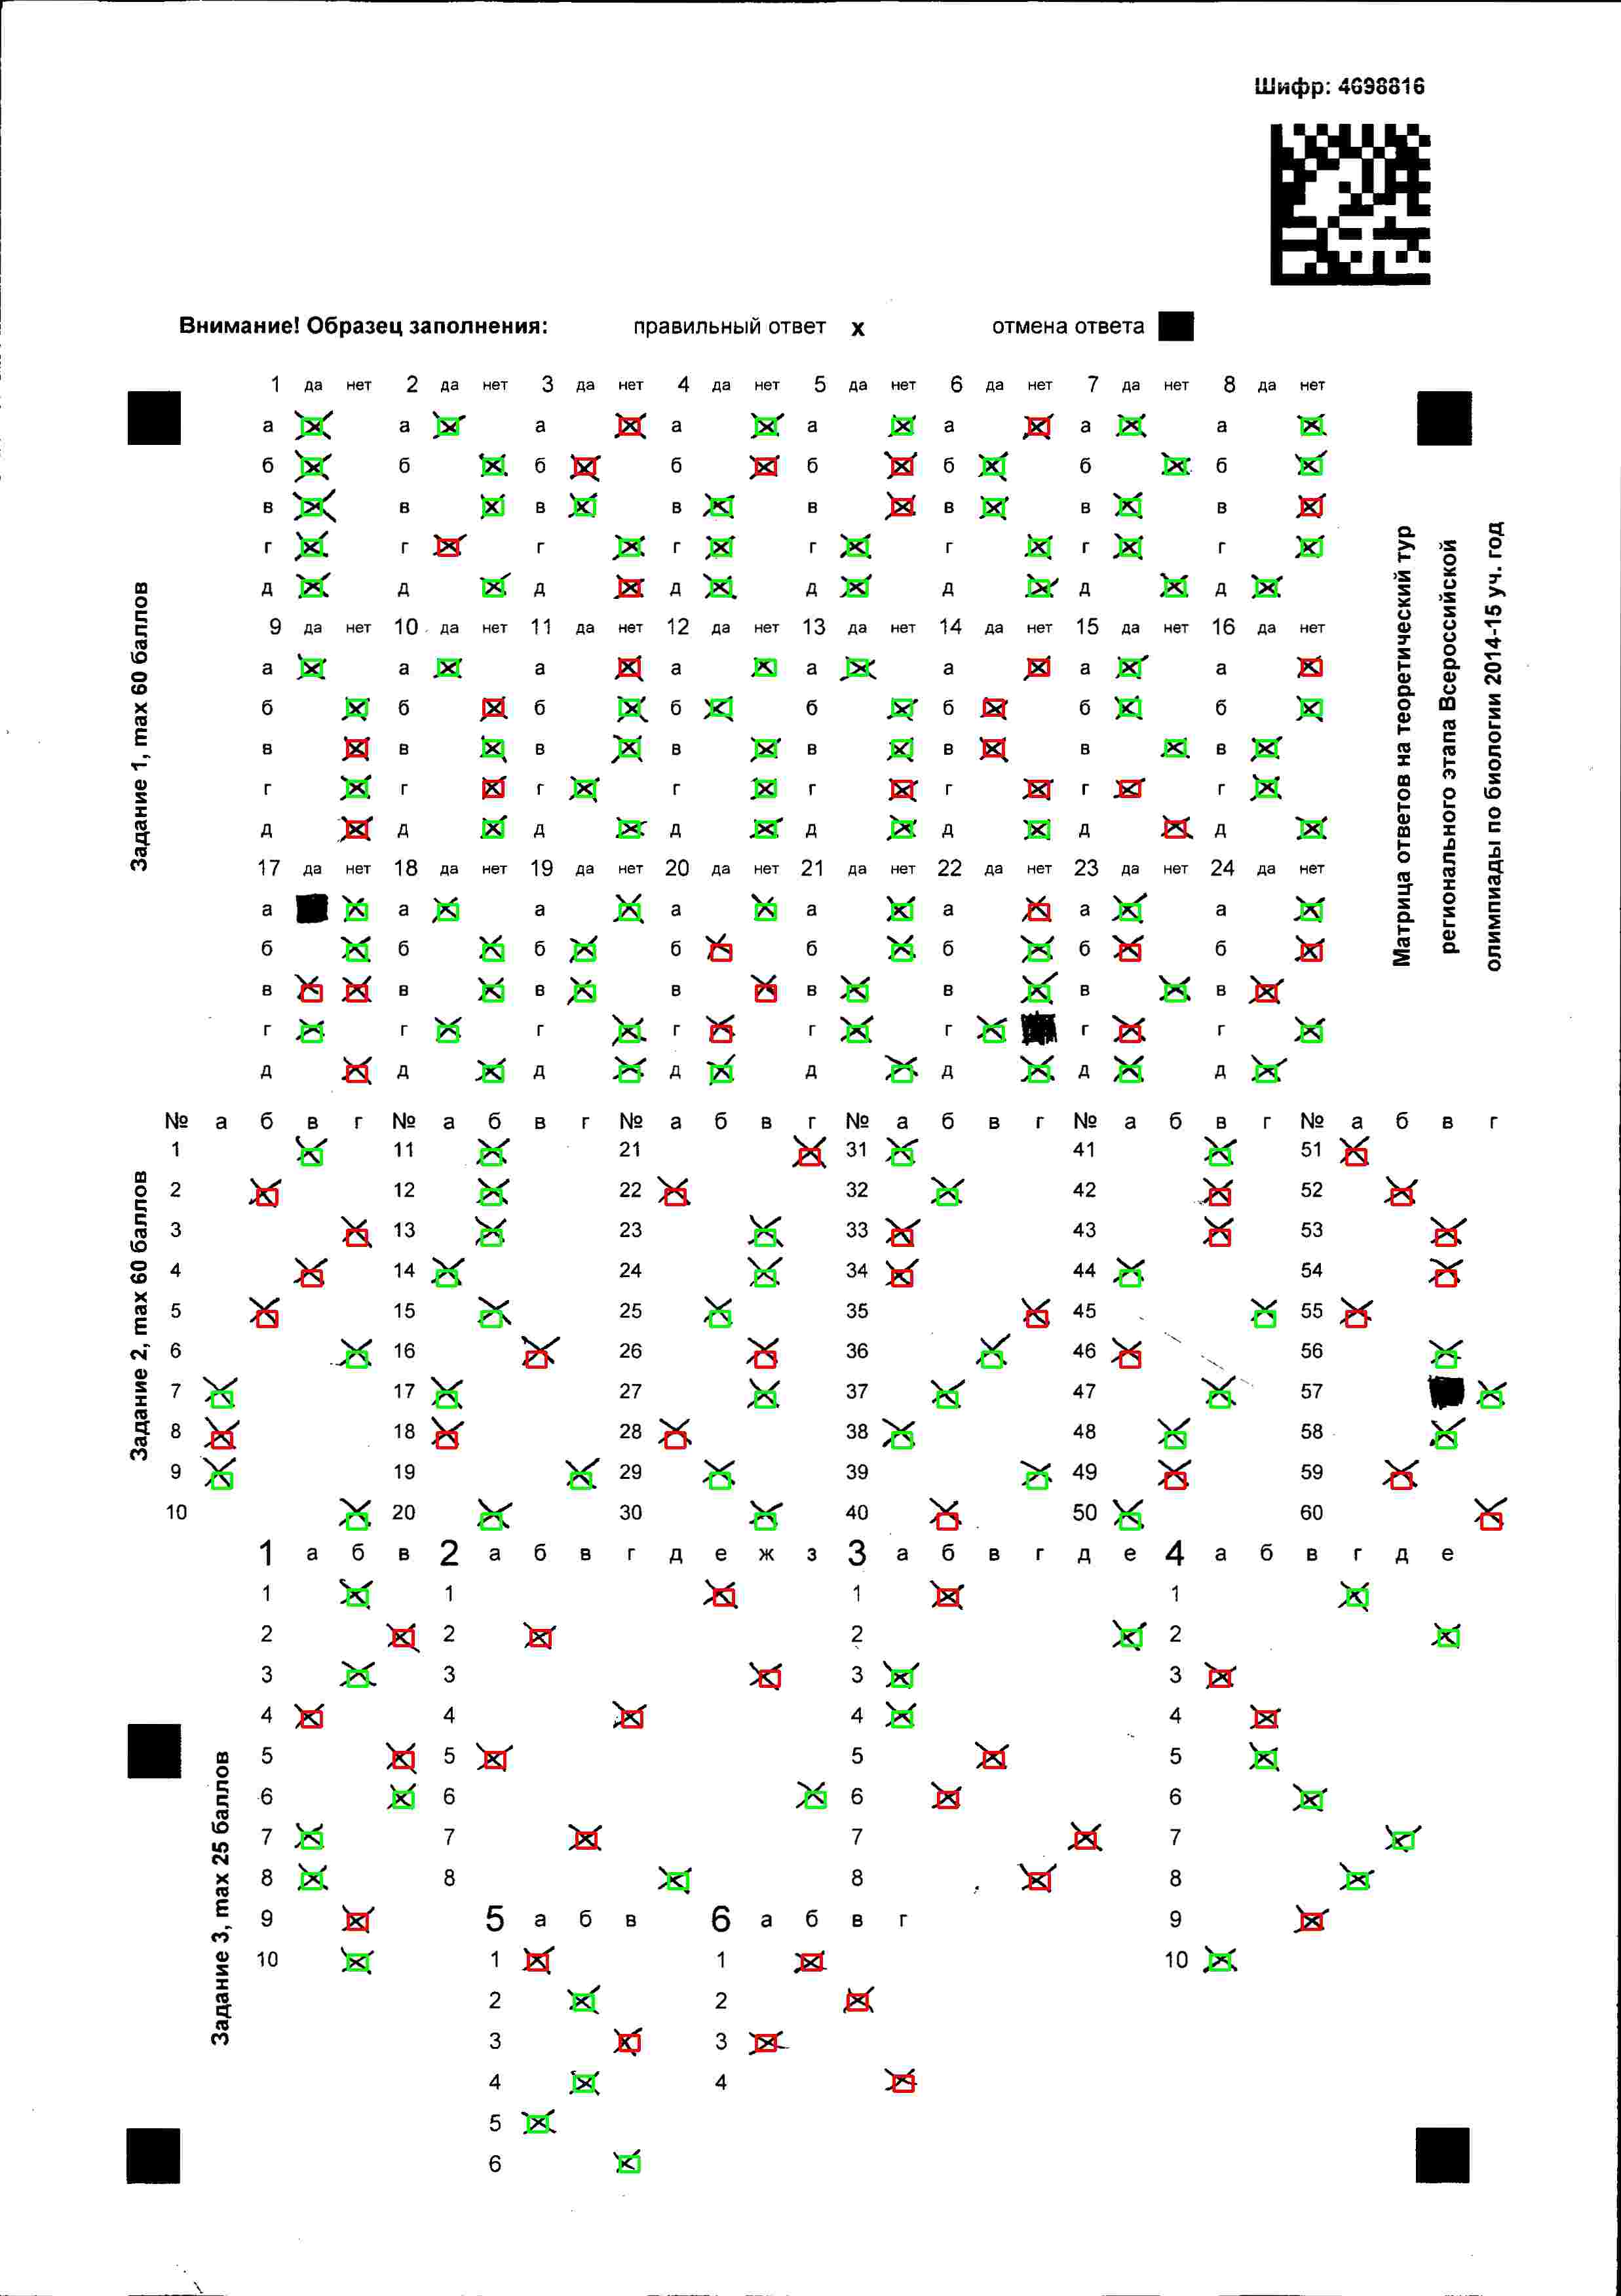 Шифр: 4698816
Внимание! Образец заполнения: правильный ответ x отмена ответа
1 да нет 2 да нет 3 да нет 4 да нет 5 да нет 6 да нет 7 да нет 8 да нет
а а а а а а а а
б б б б б б б б
в в в в в в в в
г г г г г г г г
д д д д д д д д
9 да нет 10 да нет 11 да нет 12 да нет 13 да нет 14 да нет 15 да нет 16 да нет
а а а а а а а а
б б б б б б б б
в в в в в в в в
г г г г г г г г
д д д д д д д д
17 да нет 18 да нет 19 да нет 20 да нет 21 да нет 22 да нет 23 да нет 24 да нет
а а а а а а а а
б б б б б б б б
в в в в в в в в
г г г г г г г г
д д д д д д д д
Задание 1, max 60 баллов
Матрица ответов на теоретический тур
регионального этапа Всероссийской
олимпиады по биологии 2014-15 уч. год
№ а б в г № а б в г № а б в г № а б в г № а б в г № а б в г
1 11 21 31 41 51
2 12 22 32 42 52
3 13 23 33 43 53
4 14 24 34 44 54
5 15 25 35 45 55
6 16 26 36 46 56
7 17 27 37 47 57
8 18 28 38 48 58
9 19 29 39 49 59
10 20 30 40 50 60
Задание 2, max 60 баллов
1 а б в 2 а б в г д е ж з 3 а б в г д е 4 а б в г д е
1 1 1 1
2 2 2 2
3 3 3 3
4 4 4 4
5 5 5 5
6 6 6 6
7 7 7 7
8 8 8 8
9 5 а б в 6 а б в г 9
10 1 1 10
2 2
3 3
4 4
5
6
Задание 3, max 25 баллов